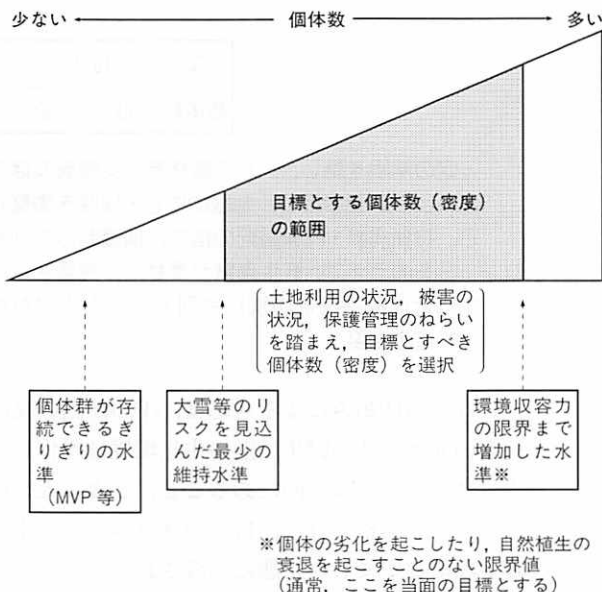 少ない ← 個体数 → 多い
目標とする個体数（密度）
の範囲
土地利用の状況，被害の
状況，保護管理のねらい
を踏まえ，目標とすべき
個体数（密度）を選択
個体群が存
続できるぎ
りぎりの水
準
（MVP 等）
大雪等のリ
スクを見込
んだ最少の
維持水準
環境収容力
の限界まで
増加した水
準※
※個体の劣化を起こしたり，自然植生の
衰退を起こすことのない限界値
（通常，ここを当面の目標とする）